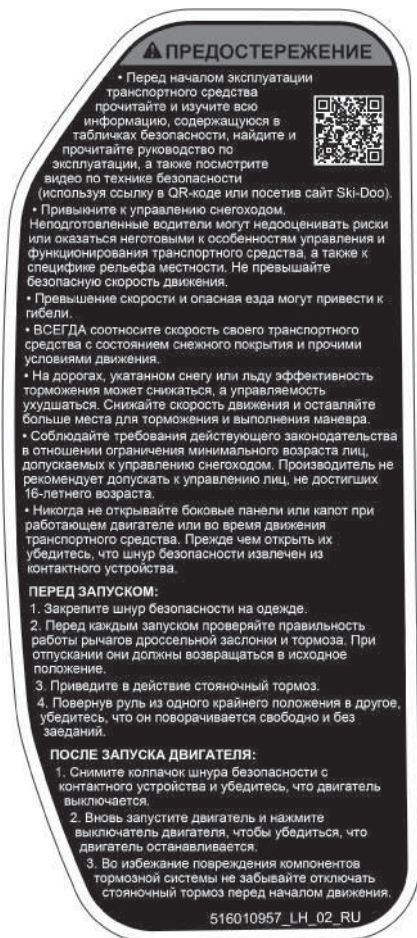 ПРЕДОСТЕРЕЖЕНИЕ
• Перед началом эксплуатации
транспортного средства
прочитайте и изучите всю
информацию, содержащуюся в
табличках безопасности, найдите и
прочитайте руководство по
эксплуатации, а также посмотрите
видео по технике безопасности
(используя ссылку в QR-коде или посетив сайт Ski-Doo).
• Привыкните к управлению снегоходом.
Неподготовленные водители могут недооценивать риски
или оказаться неготовыми к особенностям управления и
функционирования транспортного средства, а также к
специфике рельефа местности. Не превышайте
безопасную скорость движения.
• Превышение скорости и опасная езда могут привести к
гибели.
• ВСЕГДА соотносите скорость своего транспортного
средства с состоянием снежного покрытия и прочими
условиями движения.
• На дорогах, укатанном снегу или льду эффективность
торможения может снижаться, а управляемость
ухудшаться. Снижайте скорость движения и оставляйте
больше места для торможения и выполнения маневра.
• Соблюдайте требования действующего законодательства
в отношении ограничения минимального возраста лиц,
допускаемых к управлению снегоходом. Производитель не
рекомендует допускать к управлению лиц, не достигших
16-летнего возраста.
• Никогда не открывайте боковые панели или капот при
работающем двигателе или во время движения
транспортного средства. Прежде чем открыть их
убедитесь, что шнур безопасности извлечен из
контактного устройства.
ПЕРЕД ЗАПУСКОМ:
1. Закрепите шнур безопасности на одежде.
2. Перед каждым запуском проверяйте правильность
работы рычагов дроссельной заслонки и тормоза. При
отпускании они должны возвращаться в исходное
положение.
3. Приведите в действие стояночный тормоз.
4. Повернув руль из одного крайнего положения в другое,
убедитесь, что он поворачивается свободно и без
заеданий.
ПОСЛЕ ЗАПУСКА ДВИГАТЕЛЯ:
1. Снимите колпачок шнура безопасности с
контактного устройства и убедитесь, что двигатель
выключается.
2. Вновь запустите двигатель и нажмите
выключатель двигателя, чтобы убедиться, что
двигатель останавливается.
3. Во избежание повреждения компонентов
тормозной системы не забывайте отключать
стояночный тормоз перед началом движения.
516010957_LH_02_RU